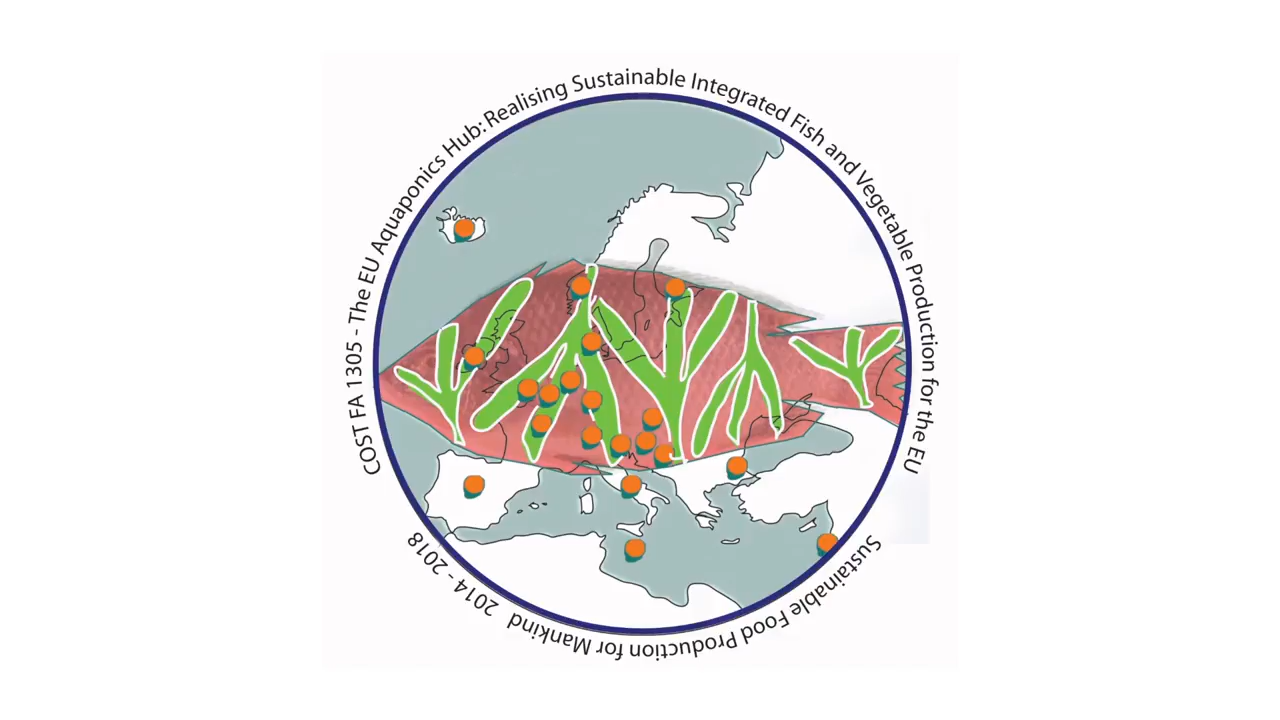 COST FA 1305 - The EU Aquaponics Hub: Realising Sustainable Integrated Fish and Vegetable Production for the EU
Sustainable Food Production for Mankind 2014 - 2018